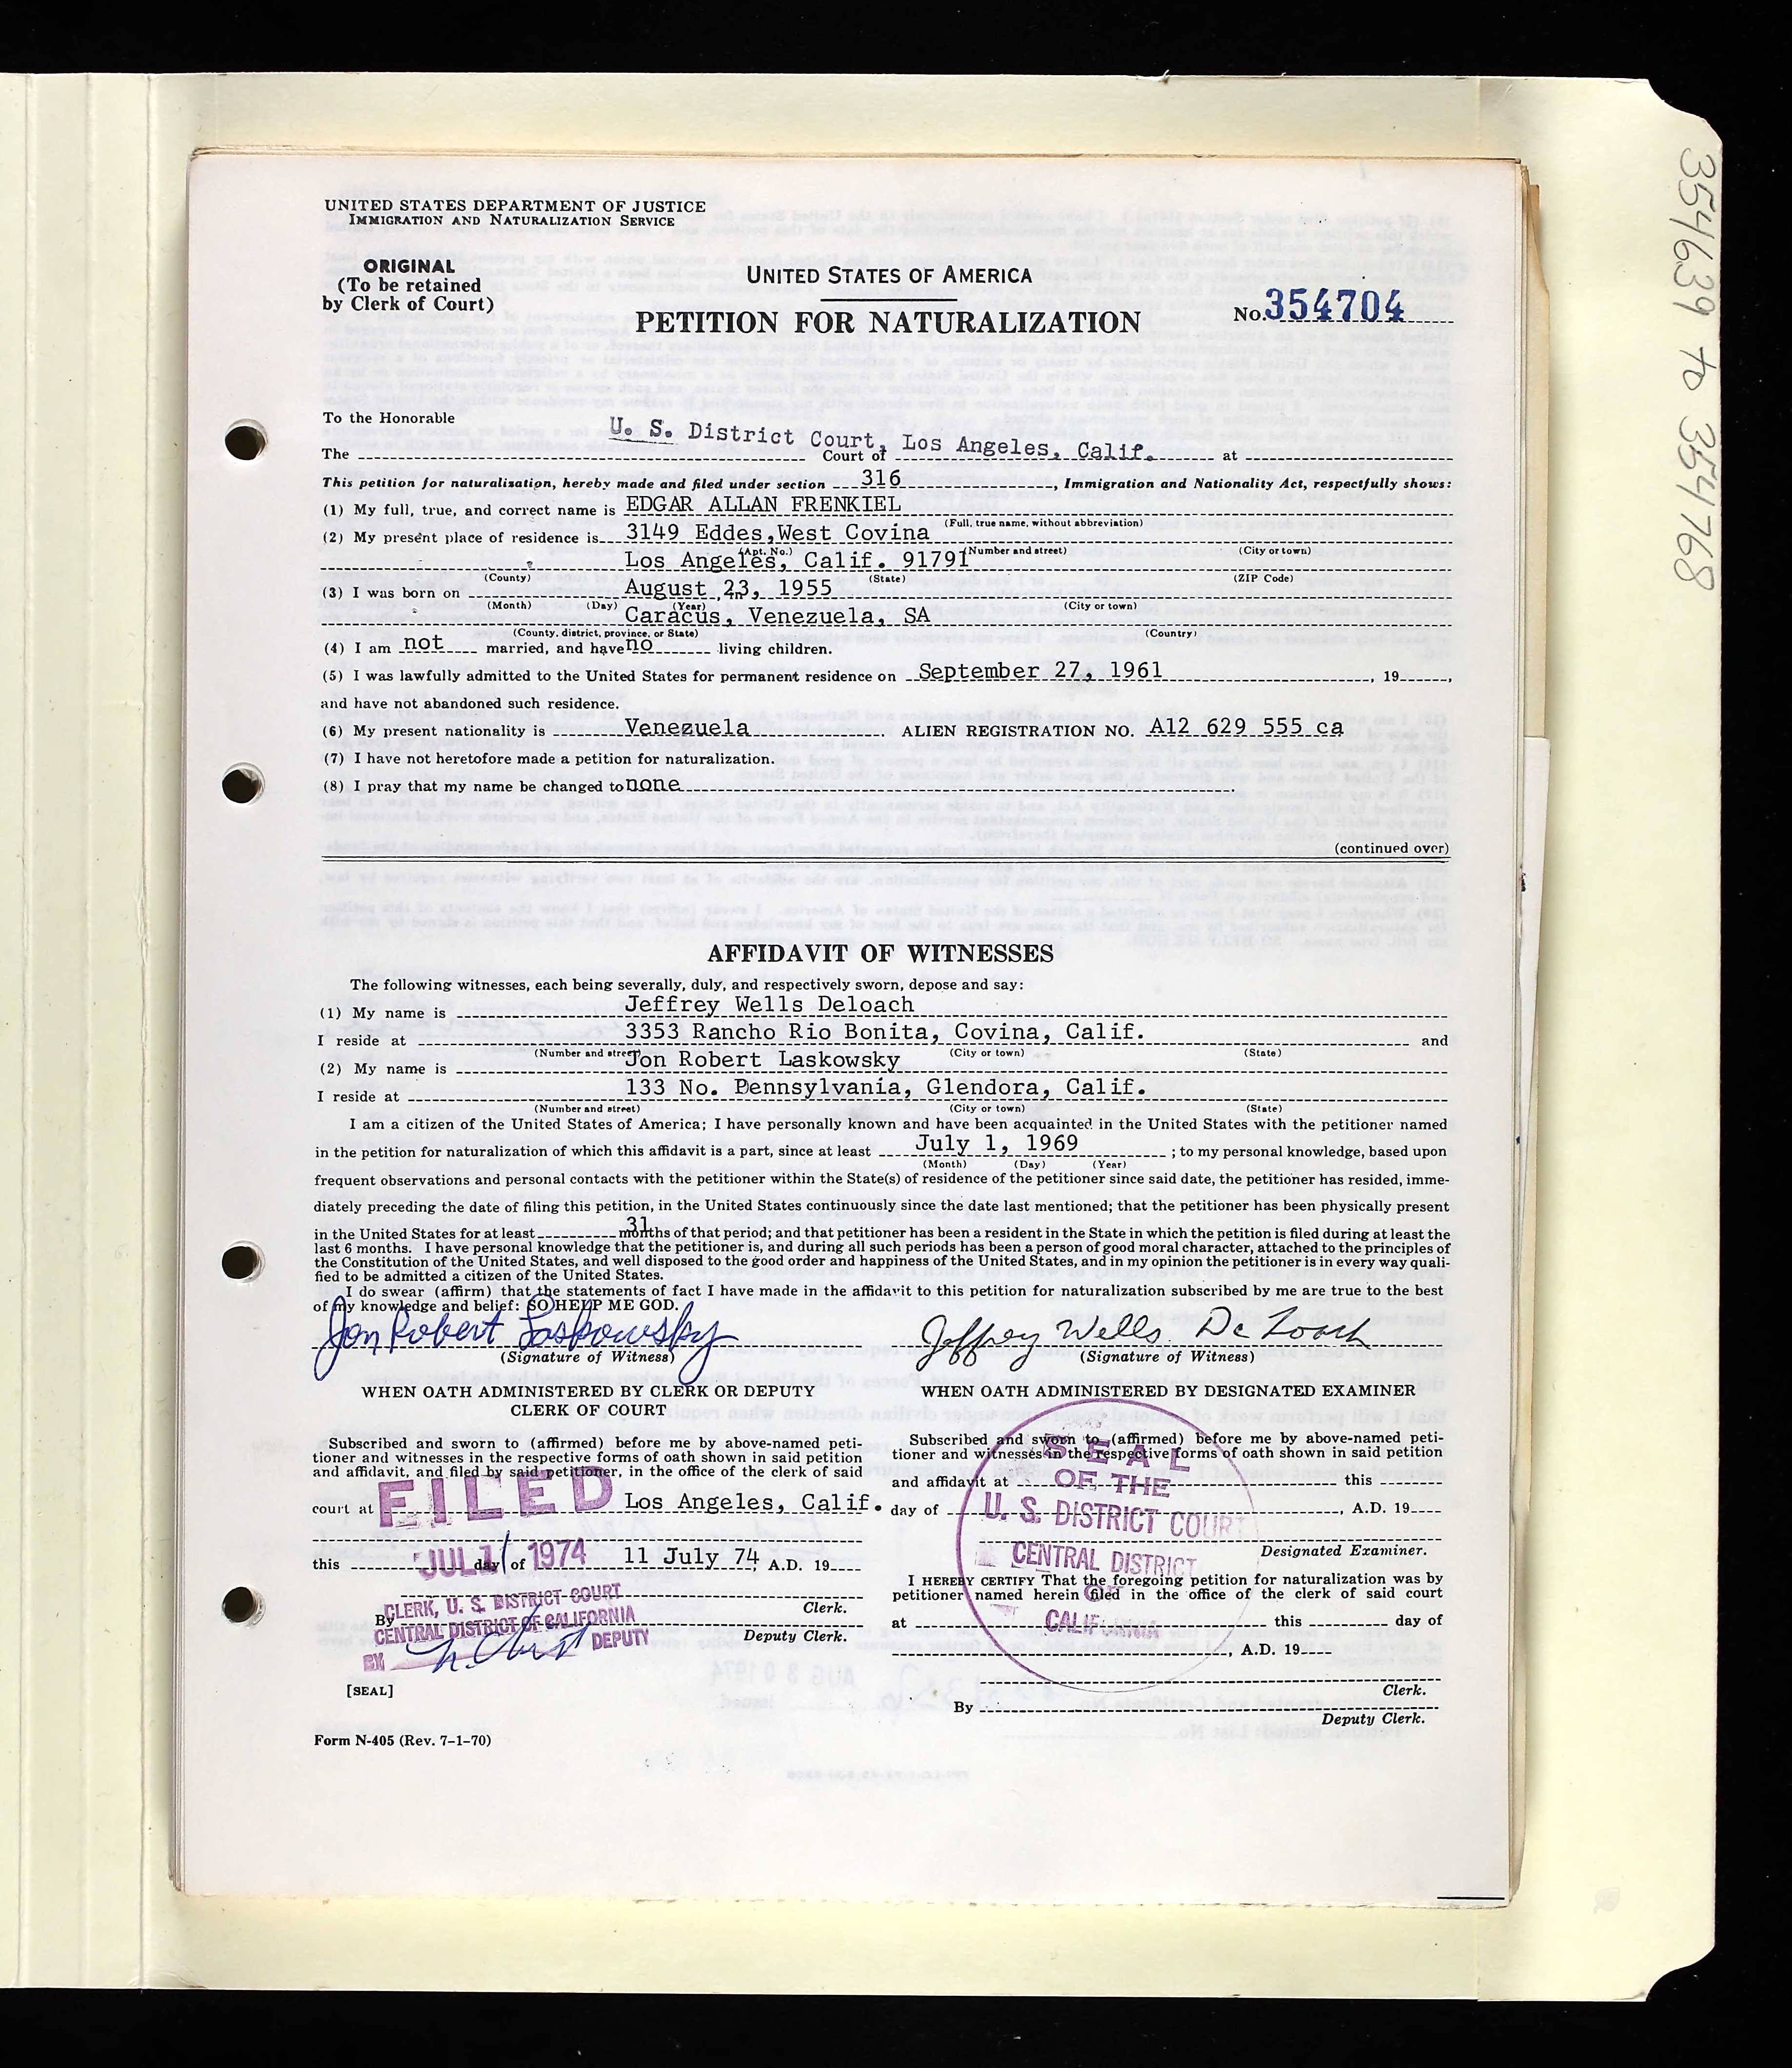 354639 to 354768
UNITED STATES DEPARTMENT OF JUSTICE
IMMIGRATION AND NATURALIZATION SERVICE
ORIGINAL
(To be retained
by Clerk of Court)
UNITED STATES OF AMERICA
PETITION FOR NATURALIZATION
No. 354704
To the Honorable
U. S. District Court, Los Angeles, Calif.
The Court of at
This petition for naturalization, hereby made and filed under section 316, Immigration and Nationality Act, respectfully shows:
(1) My full, true, and correct name is EDGAR ALLAN FRENKIEL
(Full, true name, without abbreviation)
(2) My present place of residence is 3149 Eddes,West Covina
(Apt. No.) (Number and street) (City or town)
Los Angeles, Calif. 91791
(County) (State) (ZIP Code)
(3) I was born on August 23, 1955
(Month) (Day) (Year) (City or town)
Caracus, Venezuela, SA
(County, district, province, or State) (Country)
(4) I am not married, and have no living children.
(5) I was lawfully admitted to the United States for permanent residence on September 27, 1961, 19,
and have not abandoned such residence.
(6) My present nationality is Venezuela. ALIEN REGISTRATION NO. A12 629 555 ca
(7) I have not heretofore made a petition for naturalization.
(8) I pray that my name be changed to none.
(continued over)
AFFIDAVIT OF WITNESSES
The following witnesses, each being severally, duly, and respectively sworn, depose and say:
(1) My name is Jeffrey Wells Deloach
I reside at 3353 Rancho Rio Bonita, Covina, Calif. and
(Number and street) (City or town) (State)
(2) My name is Jon Robert Laskowsky
I reside at 133 No. Pennsylvania, Glendora, Calif.
(Number and street) (City or town) (State)
I am a citizen of the United States of America; I have personally known and have been acquainted in the United States with the petitioner named
in the petition for naturalization of which this affidavit is a part, since at least July 1, 1969; to my personal knowledge, based upon
(Month) (Day) (Year)
frequent observations and personal contacts with the petitioner within the State(s) of residence of the petitioner since said date, the petitioner has resided, imme-
diately preceding the date of filing this petition, in the United States continuously since the date last mentioned; that the petitioner has been physically present
in the United States for at least 31 months of that period; and that petitioner has been a resident in the State in which the petition is filed during at least the
last 6 months. I have personal knowledge that the petitioner is, and during all such periods has been a person of good moral character, attached to the principles of
the Constitution of the United States, and well disposed to the good order and happiness of the United States, and in my opinion the petitioner is in every way quali-
fied to be admitted a citizen of the United States.
I do swear (affirm) that the statements of fact I have made in the affidavit to this petition for naturalization subscribed by me are true to the best
of my knowledge and belief: SO HELP ME GOD.
Jon Robert Laskowsky Jeffrey Wells De Loach
(Signature of Witness) (Signature of Witness)
WHEN OATH ADMINISTERED BY CLERK OR DEPUTY
CLERK OF COURT
Subscribed and sworn to (affirmed) before me by above-named peti-
tioner and witnesses in the respective forms of oath shown in said petition
and affidavit, and filed by said petitioner, in the office of the clerk of said
court at Los Angeles, Calif.
FILED
this day of 11 July 74, A.D. 19
JUL 11 1974
Clerk.
CLERK, U. S. DISTRICT COURT
CENTRAL DISTRICT OF CALIFORNIA
BY DEPUTY
By Deputy Clerk.
[SEAL]
Form N-405 (Rev. 7-1-70)
WHEN OATH ADMINISTERED BY DESIGNATED EXAMINER
Subscribed and sworn to (affirmed) before me by above-named peti-
tioner and witnesses in the respective forms of oath shown in said petition
and affidavit at this
day of, A.D. 19
Designated Examiner.
SEAL
OF THE
U. S. DISTRICT COURT
CENTRAL DISTRICT
OF
CALIFORNIA
I HEREBY CERTIFY That the foregoing petition for naturalization was by
petitioner named herein filed in the office of the clerk of said court
at this day of
, A.D. 19
Clerk.
By
Deputy Clerk.